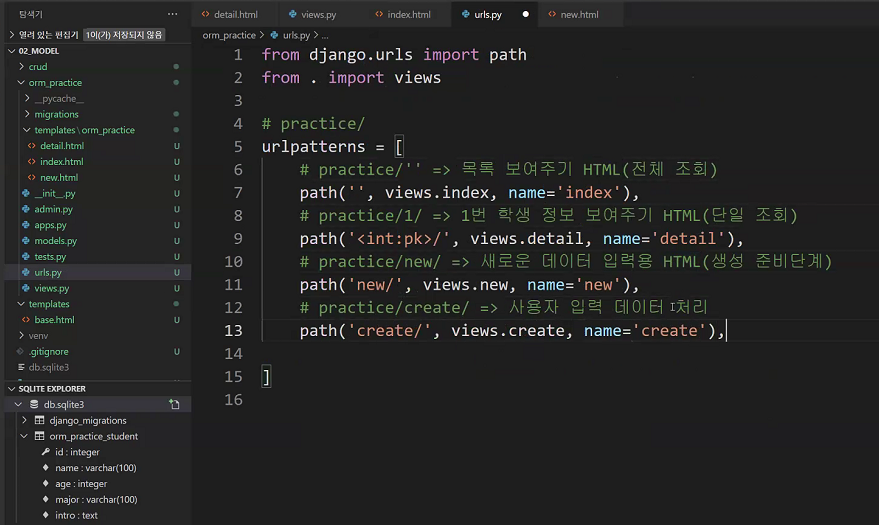 탐색기 ···
detail.html views.py index.html urls.py new.html
열려 있는 편집기 1이(가) 저장되지 않음
orm_practice > urls.py > ...
02_MODEL
crud
orm_practice
__pycache__
migrations
templates \ orm_practice
detail.html U
index.html U
new.html U
__init__.py U
admin.py U
apps.py U
models.py U
tests.py U
urls.py U
views.py U
templates
base.html U
venv
.gitignore U
db.sqlite3
SQLITE EXPLORER
db.sqlite3
django_migrations
orm_practice_student
id : integer
name : varchar(100)
age : integer
major : varchar(100)
intro : text
1 from django.urls import path
2 from . import views
3
4 # practice/
5 urlpatterns = [
6 # practice/'' => 목록 보여주기 HTML(전체 조회)
7 path('', views.index, name='index'),
8 # practice/1/ => 1번 학생 정보 보여주기 HTML(단일 조회)
9 path('<int:pk>/', views.detail, name='detail'),
10 # practice/new/ => 새로운 데이터 입력용 HTML(생성 준비단계)
11 path('new/', views.new, name='new'),
12 # practice/create/ => 사용자 입력 데이터 처리
13 path('create/', views.create, name='create'),
14
15 ]
16